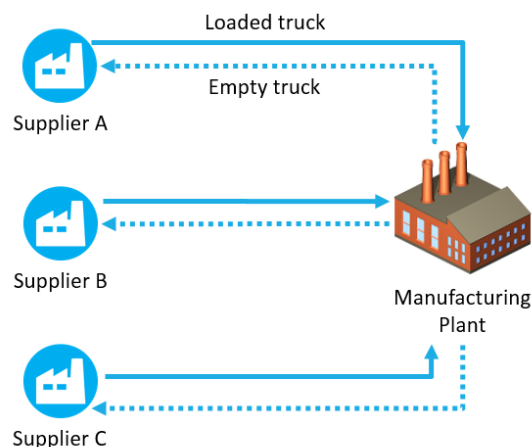 Loaded truck
Empty truck
Supplier A
Supplier B
Manufacturing
Plant
Supplier C